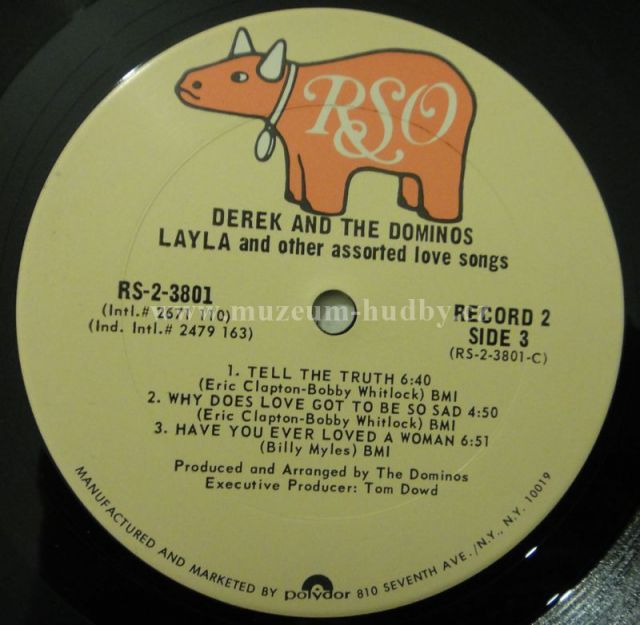 RSO
DEREK AND THE DOMINOS
LAYLA and other assorted love songs
RS-2-3801
(Intl.# 2671 110)
(Ind. Intl.# 2479 163)
www.muzeum-hudby.cz
RECORD 2
SIDE 3
(RS-2-3801-C)
1. TELL THE TRUTH 6:40
(Eric Clapton-Bobby Whitlock) BMI
2. WHY DOES LOVE GOT TO BE SO SAD 4:50
(Eric Clapton-Bobby Whitlock) BMI
3. HAVE YOU EVER LOVED A WOMAN 6:51
(Billy Myles) BMI
Produced and Arranged by The Dominos
Executive Producer: Tom Dowd
MANUFACTURED AND MARKETED BY polydor 810 SEVENTH AVE./N.Y., N.Y. 10019